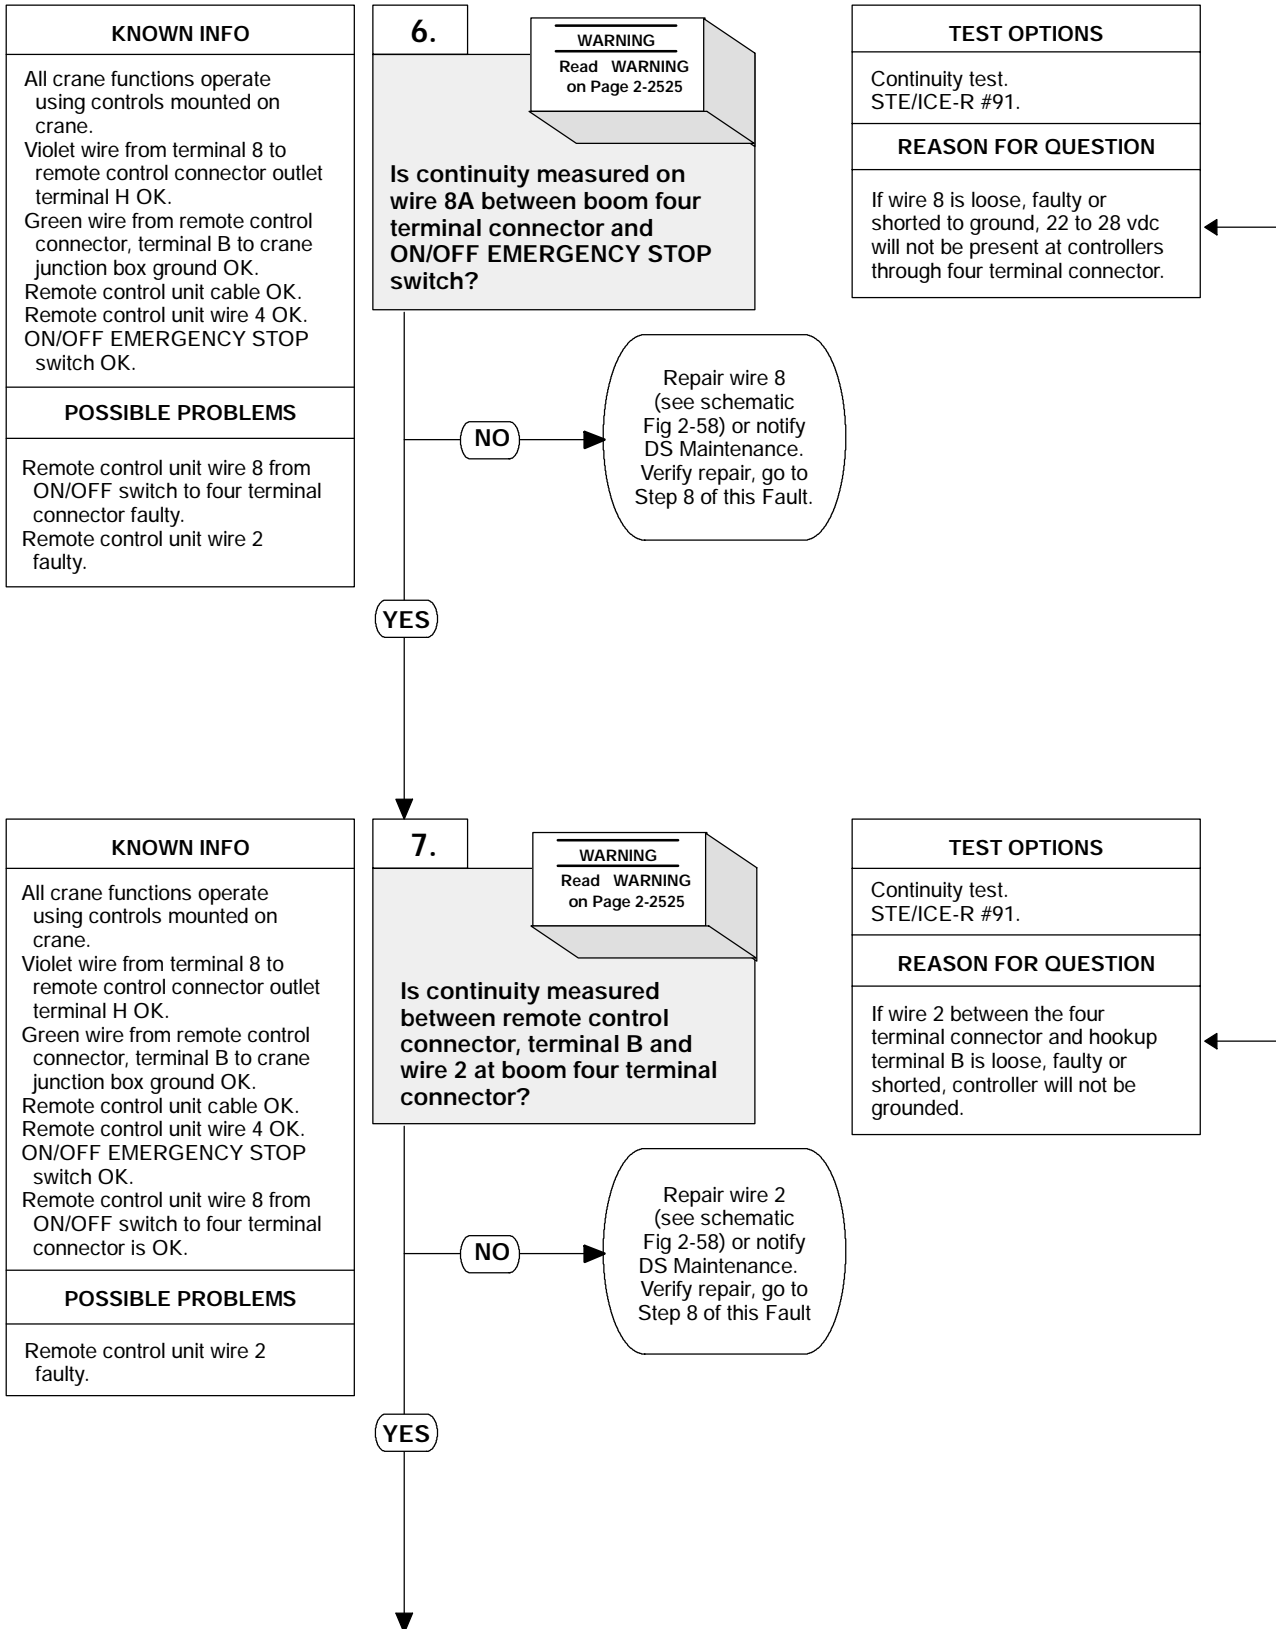 KNOWN INFO
All crane functions operate
using controls mounted on
crane.
Violet wire from terminal 8 to
remote control connector outlet
terminal H OK.
Green wire from remote control
connector, terminal B to crane
junction box ground OK.
Remote control unit cable OK.
Remote control unit wire 4 OK.
ON/OFF EMERGENCY STOP
switch OK.
POSSIBLE PROBLEMS
Remote control unit wire 8 from
ON/OFF switch to four terminal
connector faulty.
Remote control unit wire 2
faulty.
6.
WARNING
Read WARNING
on Page 2-2525
Is continuity measured on
wire 8A between boom four
terminal connector and
ON/OFF EMERGENCY STOP
switch?
TEST OPTIONS
Continuity test.
STE/ICE-R #91.
REASON FOR QUESTION
If wire 8 is loose, faulty or
shorted to ground, 22 to 28 vdc
will not be present at controllers
through four terminal connector.
NO
Repair wire 8
(see schematic
Fig 2-58) or notify
DS Maintenance.
Verify repair, go to
Step 8 of this Fault.
YES
KNOWN INFO
All crane functions operate
using controls mounted on
crane.
Violet wire from terminal 8 to
remote control connector outlet
terminal H OK.
Green wire from remote control
connector, terminal B to crane
junction box ground OK.
Remote control unit cable OK.
Remote control unit wire 4 OK.
ON/OFF EMERGENCY STOP
switch OK.
Remote control unit wire 8 from
ON/OFF switch to four terminal
connector is OK.
POSSIBLE PROBLEMS
Remote control unit wire 2
faulty.
7.
WARNING
Read WARNING
on Page 2-2525
Is continuity measured
between remote control
connector, terminal B and
wire 2 at boom four terminal
connector?
TEST OPTIONS
Continuity test.
STE/ICE-R #91.
REASON FOR QUESTION
If wire 2 between the four
terminal connector and hookup
terminal B is loose, faulty or
shorted, controller will not be
grounded.
NO
Repair wire 2
(see schematic
Fig 2-58) or notify
DS Maintenance.
Verify repair, go to
Step 8 of this Fault
YES